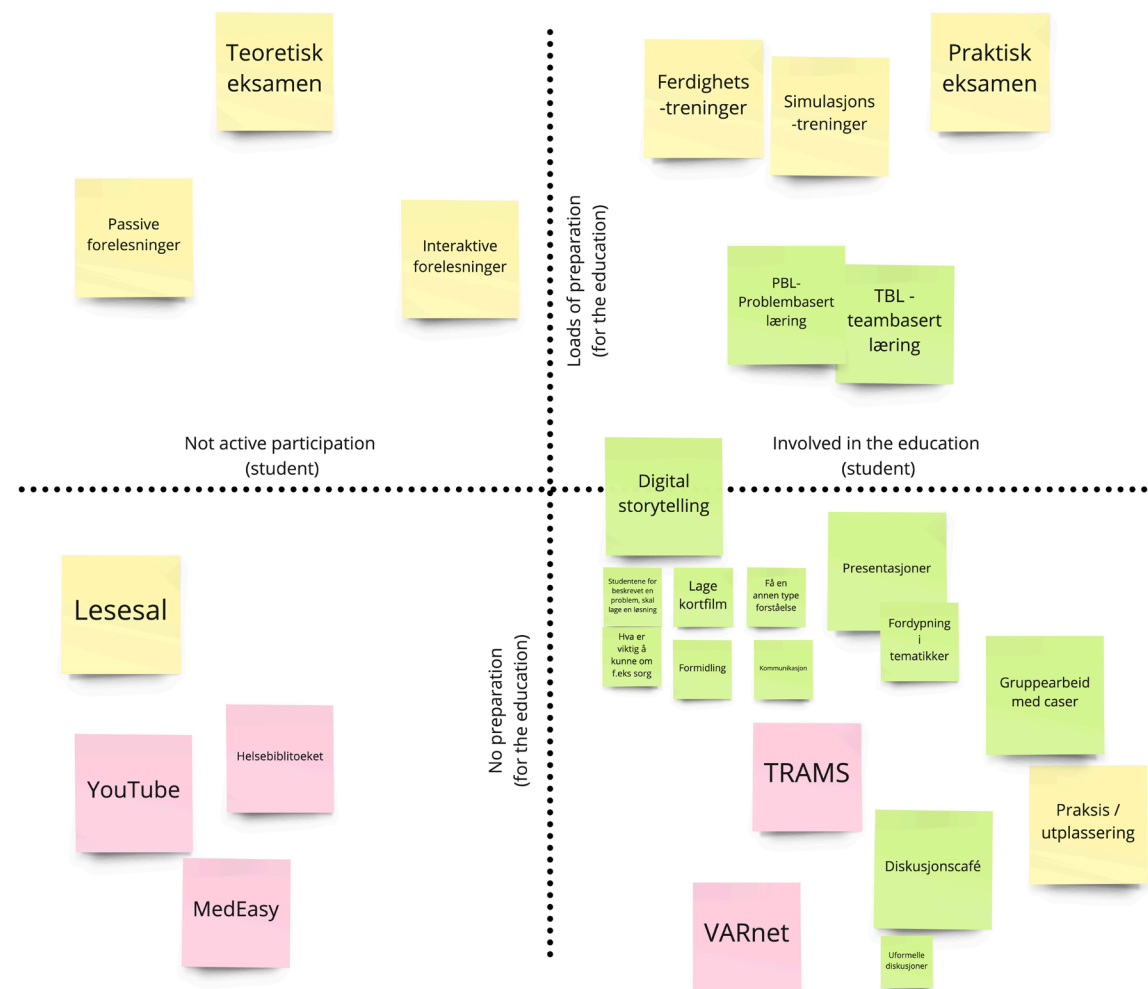 Teoretisk
eksamen
Passive
forelesninger
Interaktive
forelesninger
Loads of preparation
(for the education)
Ferdighets
-treninger
Simulasjons
-treninger
Praktisk
eksamen
PBL-
Problembasert
læring
TBL -
teambasert
læring
Not active participation
(student)
Involved in the education
(student)
Lesesal
YouTube
Helsebiblitoeket
MedEasy
No preparation
(for the education)
Digital
storytelling
Studentene for
beskrevet en
problem, skal
lage en løsning
Lage
kortfilm
Få en
annen type
forståelse
Hva er
viktig å
kunne om
f.eks sorg
Formidling
Kommunikasjon
Presentasjoner
Fordypning
i
tematikker
Gruppearbeid
med caser
TRAMS
Praksis /
utplassering
Diskusjonscafé
VARnet
Uformelle
diskusjoner